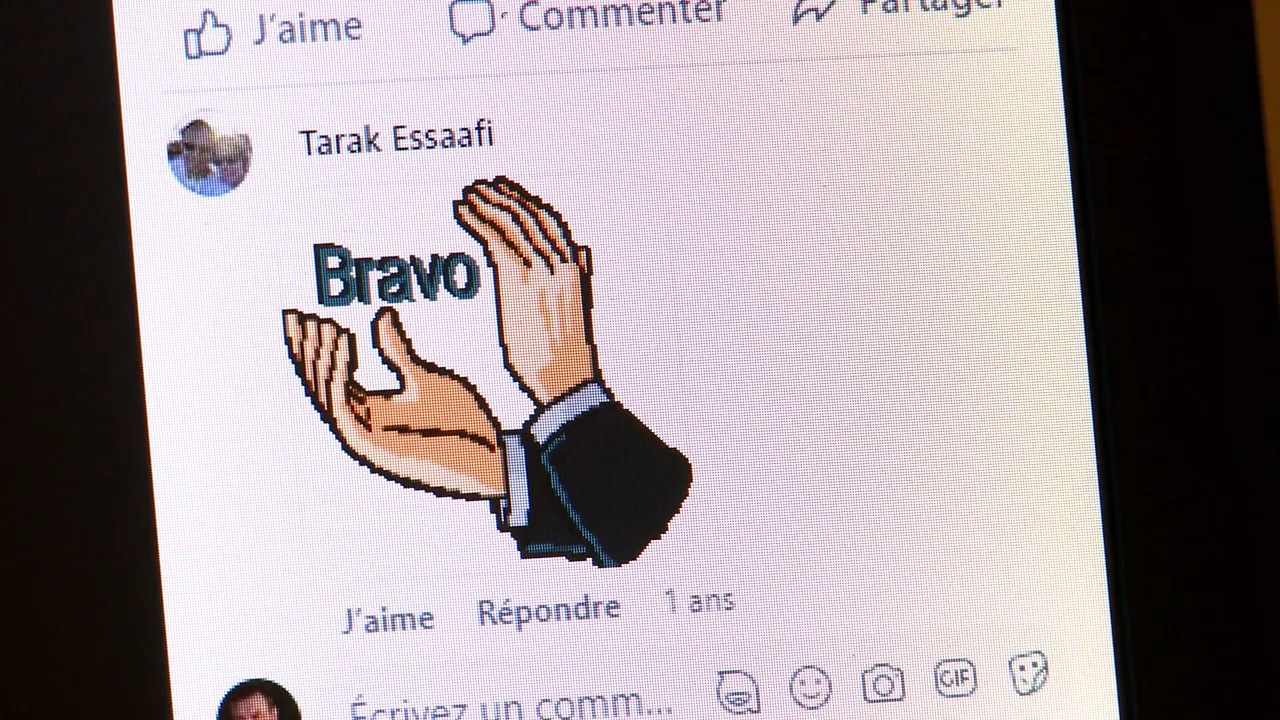 J'aime Commenter Partager
Tarak Essaafi
Bravo
J'aime Répondre 1 ans
Écrivez un comm...
GIF